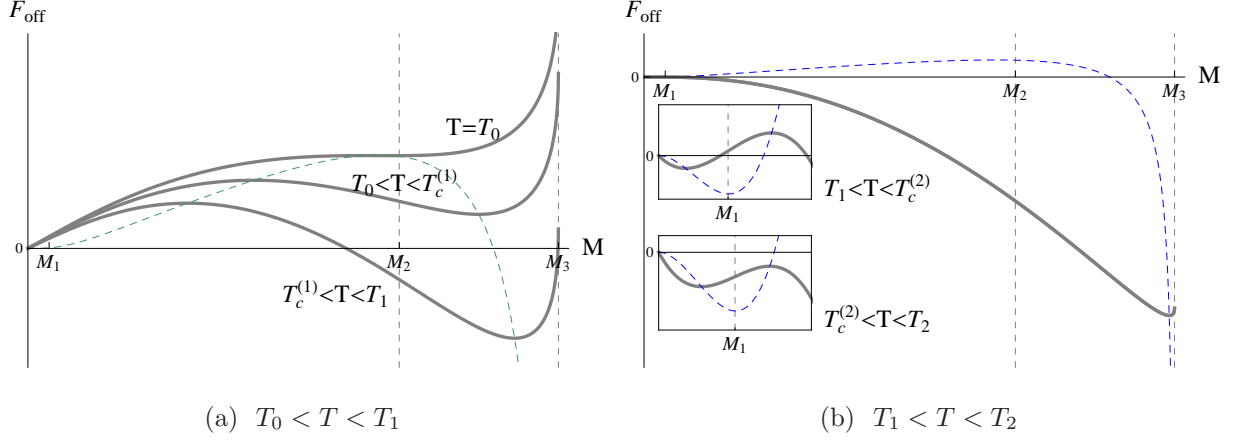 F_off
T=T_0
T_0<T<T_c^(1)
0
M_1
M_2
M_3
M
T_c^(1)<T<T_1
(a) T_0 < T < T_1
F_off
0
M_1
M_2
M_3
M
0
M_1
T_1<T<T_c^(2)
0
M_1
T_c^(2)<T<T_2
(b) T_1 < T < T_2